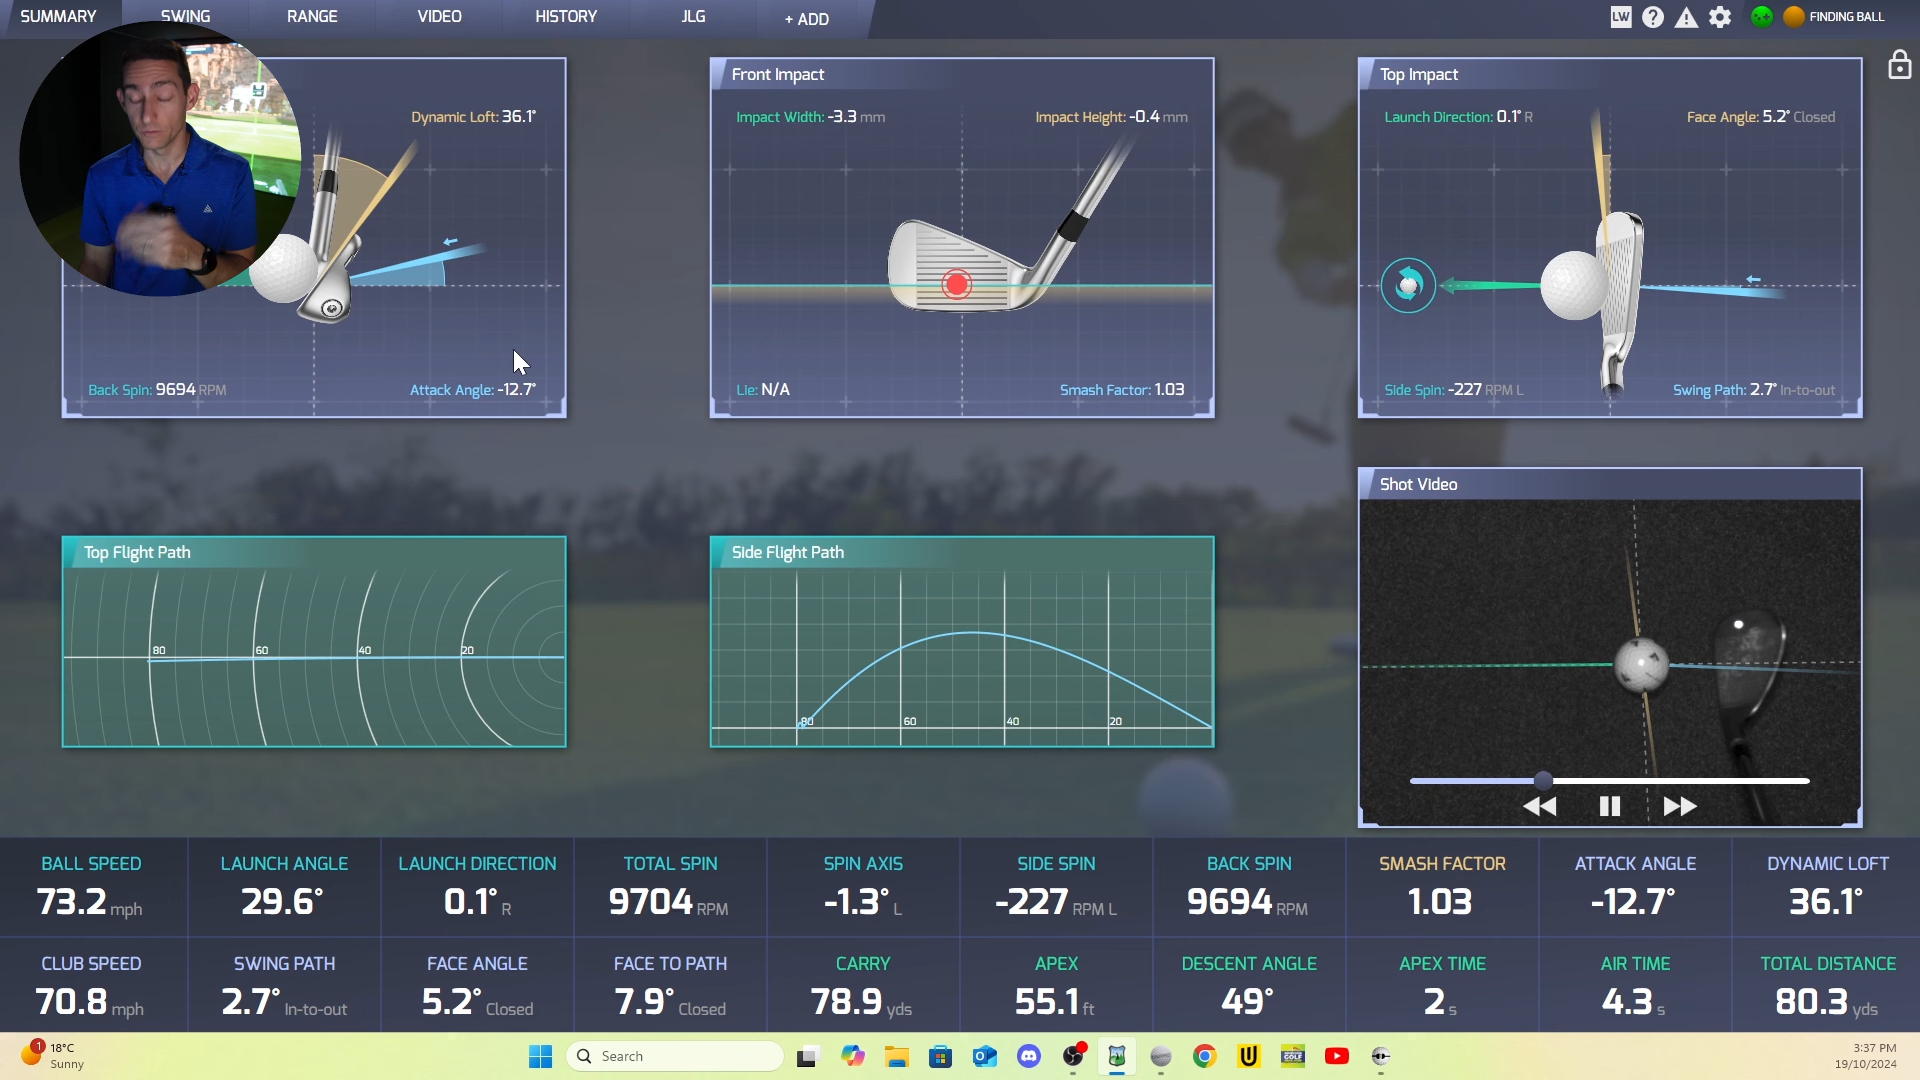 SUMMARY SWING RANGE VIDEO HISTORY JLG + ADD LW FINDING BALL
Dynamic Loft: 36.1°
Back Spin: 9694 RPM
Attack Angle: -12.7°
Front Impact
Impact Width: -3.3 mm
Impact Height: -0.4 mm
Lie: N/A
Smash Factor: 1.03
Top Impact
Launch Direction: 0.1° R
Face Angle: 5.2° Closed
Side Spin: -227 RPM L
Swing Path: 2.7° In-to-out
Top Flight Path
80 60 40 20
Side Flight Path
80 60 40 20
Shot Video
BALL SPEED LAUNCH ANGLE LAUNCH DIRECTION TOTAL SPIN SPIN AXIS SIDE SPIN BACK SPIN SMASH FACTOR ATTACK ANGLE DYNAMIC LOFT
73.2 mph 29.6° 0.1° R 9704 RPM -1.3° L -227 RPM L 9694 RPM 1.03 -12.7° 36.1°
CLUB SPEED SWING PATH FACE ANGLE FACE TO PATH CARRY APEX DESCENT ANGLE APEX TIME AIR TIME TOTAL DISTANCE
70.8 mph 2.7° In-to-out 5.2° Closed 7.9° Closed 78.9 yds 55.1 ft 49° 2 s 4.3 s 80.3 yds
1
18°C
Sunny
Search
GOLF
3:37 PM
19/10/2024